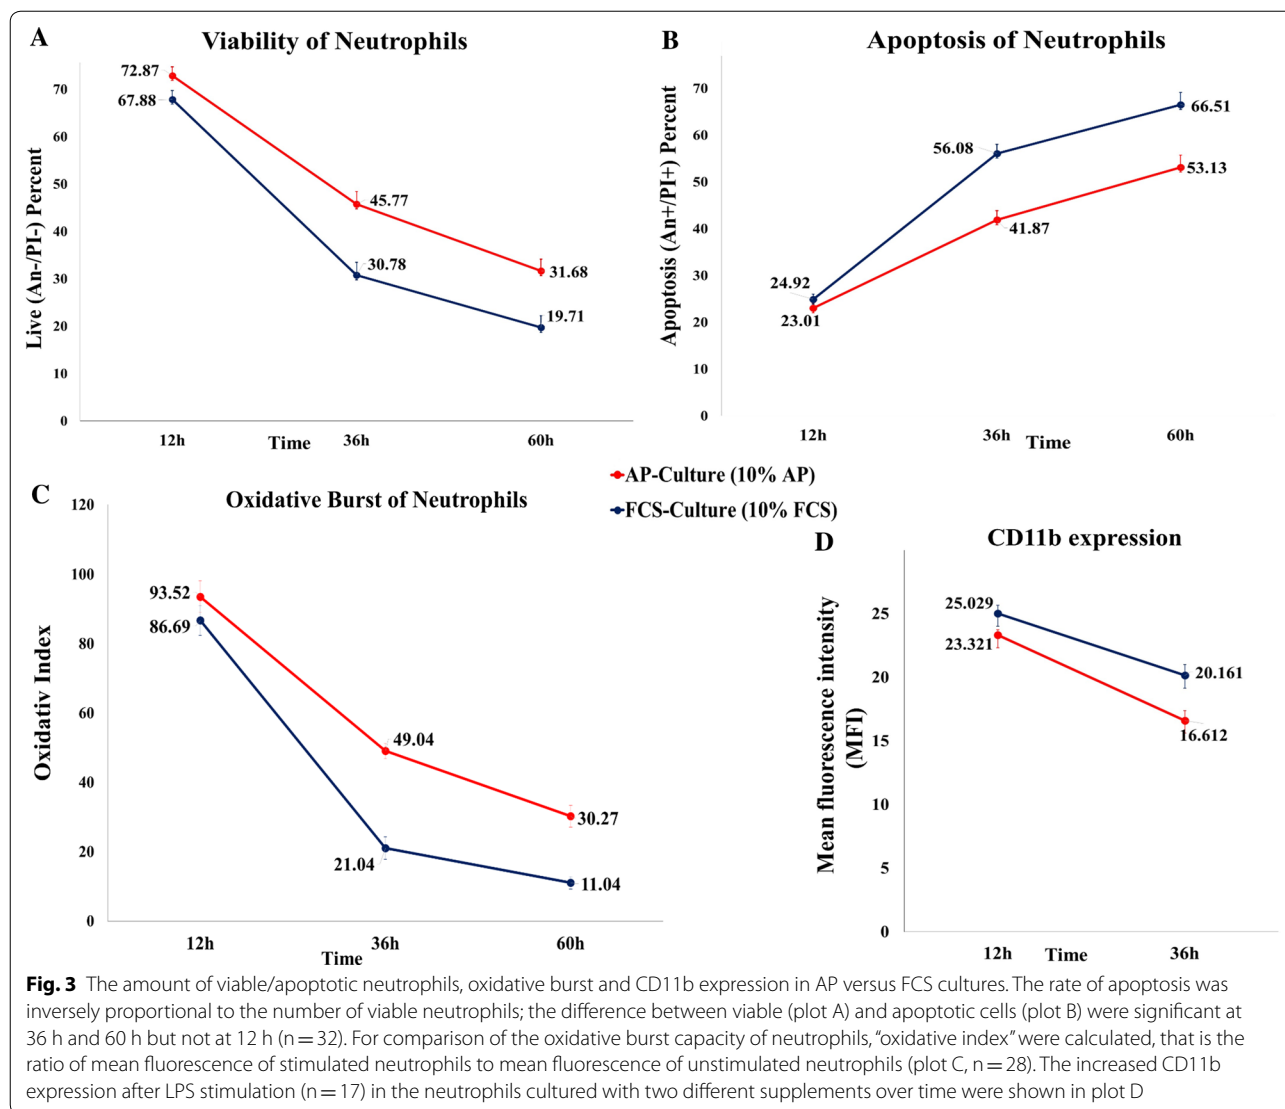 A
Viability of Neutrophils
Live (An-/PI-) Percent
70
60
50
40
30
20
10
0
72.87
67.88
45.77
30.78
31.68
19.71
12h
Time
36h
60h
B
Apoptosis of Neutrophils
Apoptosis (An+/PI+) Percent
70
60
50
40
30
20
10
0
24.92
23.01
56.08
41.87
66.51
53.13
12h
36h
Time
60h
AP-Culture (10% AP)
FCS-Culture (10% FCS)
C
Oxidative Burst of Neutrophils
Oxidativ Index
120
100
80
60
40
20
0
93.52
86.69
49.04
21.04
30.27
11.04
12h
Time
36h
60h
D
CD11b expression
Mean fluorescence intensity
(MFI)
25
20
15
10
5
0
25.029
23.321
20.161
16.612
12h
Time
36h
Fig. 3 The amount of viable/apoptotic neutrophils, oxidative burst and CD11b expression in AP versus FCS cultures. The rate of apoptosis was
inversely proportional to the number of viable neutrophils; the difference between viable (plot A) and apoptotic cells (plot B) were significant at
36 h and 60 h but not at 12 h (n = 32). For comparison of the oxidative burst capacity of neutrophils, “oxidative index” were calculated, that is the
ratio of mean fluorescence of stimulated neutrophils to mean fluorescence of unstimulated neutrophils (plot C, n = 28). The increased CD11b
expression after LPS stimulation (n = 17) in the neutrophils cultured with two different supplements over time were shown in plot D